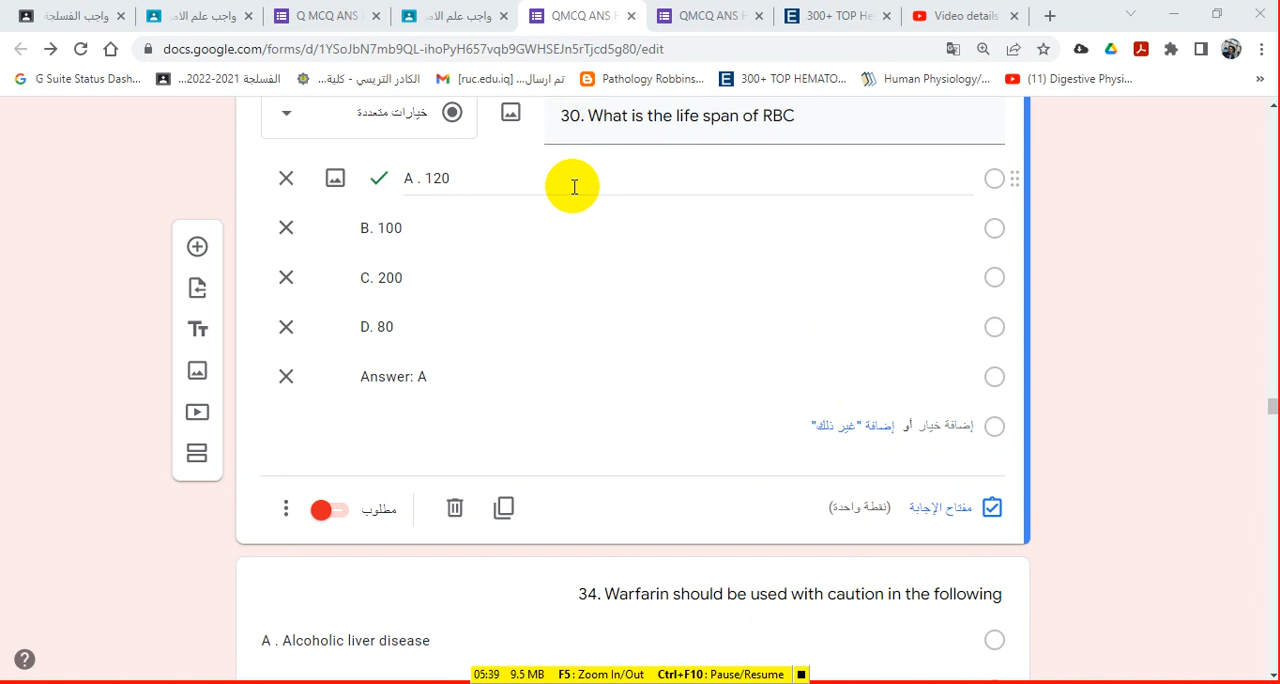 واجب الفسلجة
واجب علم الامر
Q MCQ ANS
واجب علم الامر
QMCQ ANS H
QMCQ ANS H
300+ TOP He
Video details
docs.google.com/forms/d/1YSoJbN7mb9QL-ihoPyH657vqb9GWHSEJn5rTjcd5g80/edit
G Suite Status Dash...
الفسلجة 2021-2022...
الكادر التريسي - كلية...
تم ارسال... [ruc.edu.iq]
Pathology Robbins...
300+ TOP HEMATO...
Human Physiology/...
(11) Digestive Physi...
»
خيارات متعددة
30. What is the life span of RBC
A . 120
B. 100
C. 200
D. 80
Answer: A
إضافة خيار أو إضافة "غير ذلك"
مطلوب
مفتاح الإجابة (نقطة واحدة)
34. Warfarin should be used with caution in the following
A . Alcoholic liver disease
05:39 9.5 MB F5: Zoom In/Out Ctrl+F10: Pause/Resume